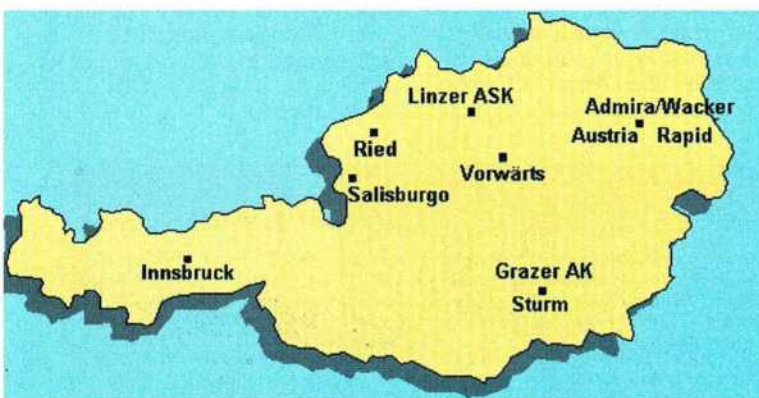 Linzer ASK
Admira/Wacker
Austria Rapid
Ried
Vorwärts
Salisburgo
Innsbruck
Grazer AK
Sturm